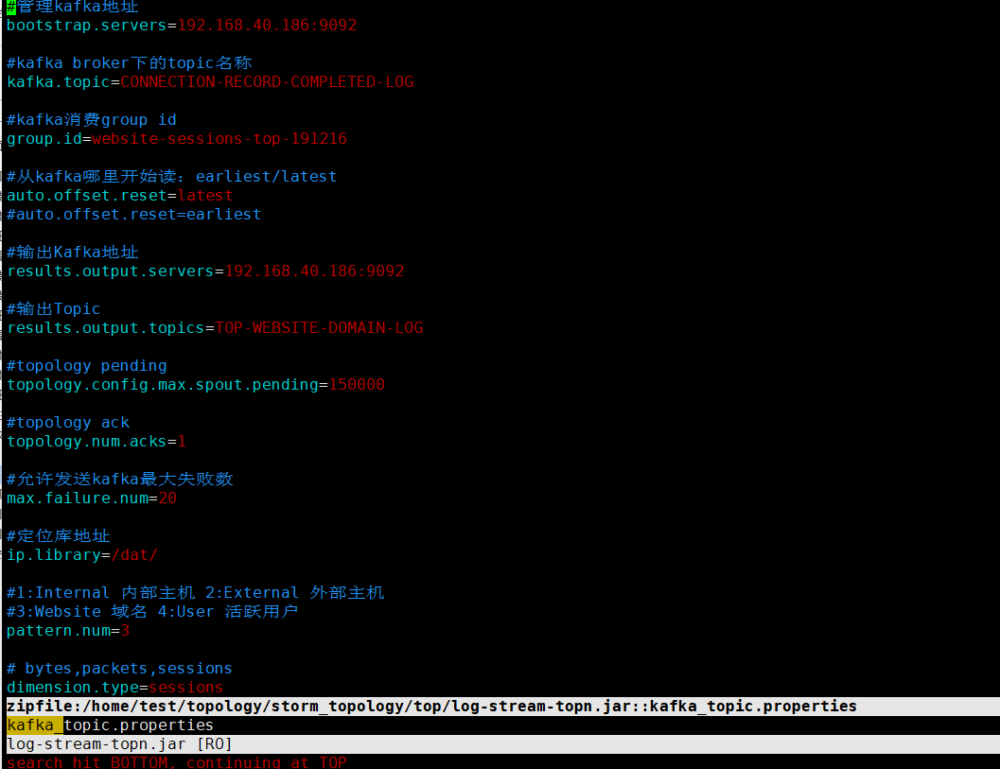 #管理kafka地址
bootstrap.servers=192.168.40.186:9092
#kafka broker下的topic名称
kafka.topic=CONNECTION-RECORD-COMPLETED-LOG
#kafka消费group id
group.id=website-sessions-top-191216
#从kafka哪里开始读：earliest/latest
auto.offset.reset=latest
#auto.offset.reset=earliest
#输出Kafka地址
results.output.servers=192.168.40.186:9092
#输出Topic
results.output.topics=TOP-WEBSITE-DOMAIN-LOG
#topology pending
topology.config.max.spout.pending=150000
#topology ack
topology.num.acks=1
#允许发送kafka最大失败数
max.failure.num=20
#定位库地址
ip.library=/dat/
#1:Internal 内部主机 2:External 外部主机
#3:Website 域名 4:User 活跃用户
pattern.num=3
# bytes,packets,sessions
dimension.type=sessions
zipfile:/home/test/topology/storm_topology/top/log-stream-topn.jar::kafka_topic.properties
kafka_topic.properties
log-stream-topn.jar [RO]
search hit BOTTOM, continuing at TOP